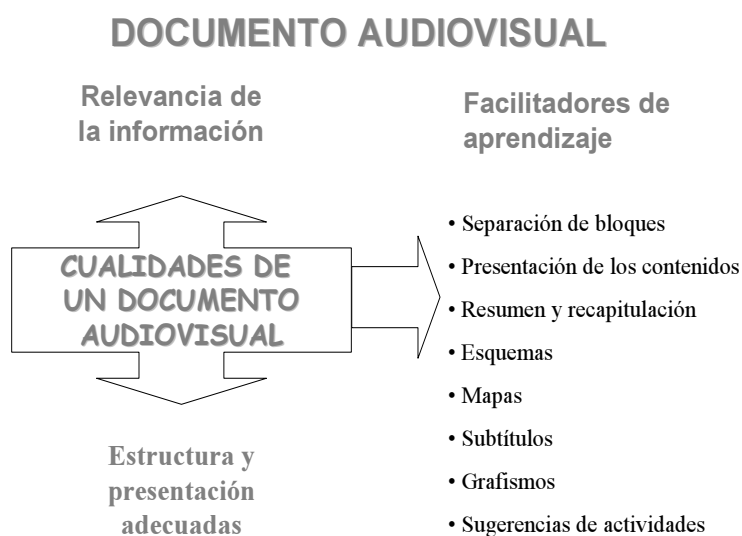 DOCUMENTO AUDIOVISUAL
Relevancia de
la información
Facilitadores de
aprendizaje
CUALIDADES DE
UN DOCUMENTO
AUDIOVISUAL
• Separación de bloques
• Presentación de los contenidos
• Resumen y recapitulación
• Esquemas
• Mapas
• Subtítulos
• Grafismos
• Sugerencias de actividades
Estructura y
presentación
adecuadas